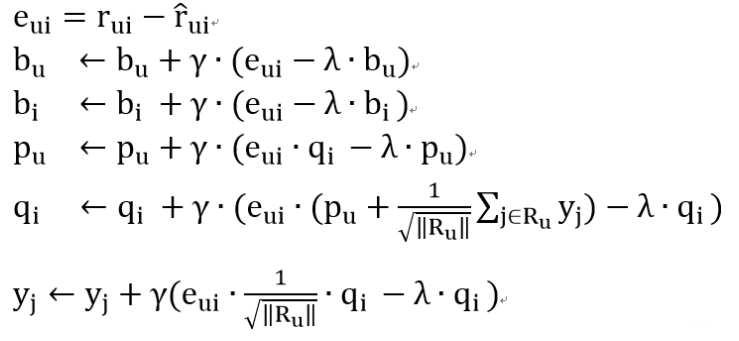 e_ui = r_ui − r̂_ui↵
b_u ← b_u + γ · (e_ui − λ · b_u)↵
b_i ← b_i + γ · (e_ui − λ · b_i )↵
p_u ← p_u + γ · (e_ui · q_i − λ · p_u)↵
q_i ← q_i + γ · (e_ui · (p_u + 1/√‖R_u‖ ∑_j∈R_u y_j) − λ · q_i )
y_j ← y_j + γ(e_ui · 1/√‖R_u‖ · q_i − λ · q_i )↵